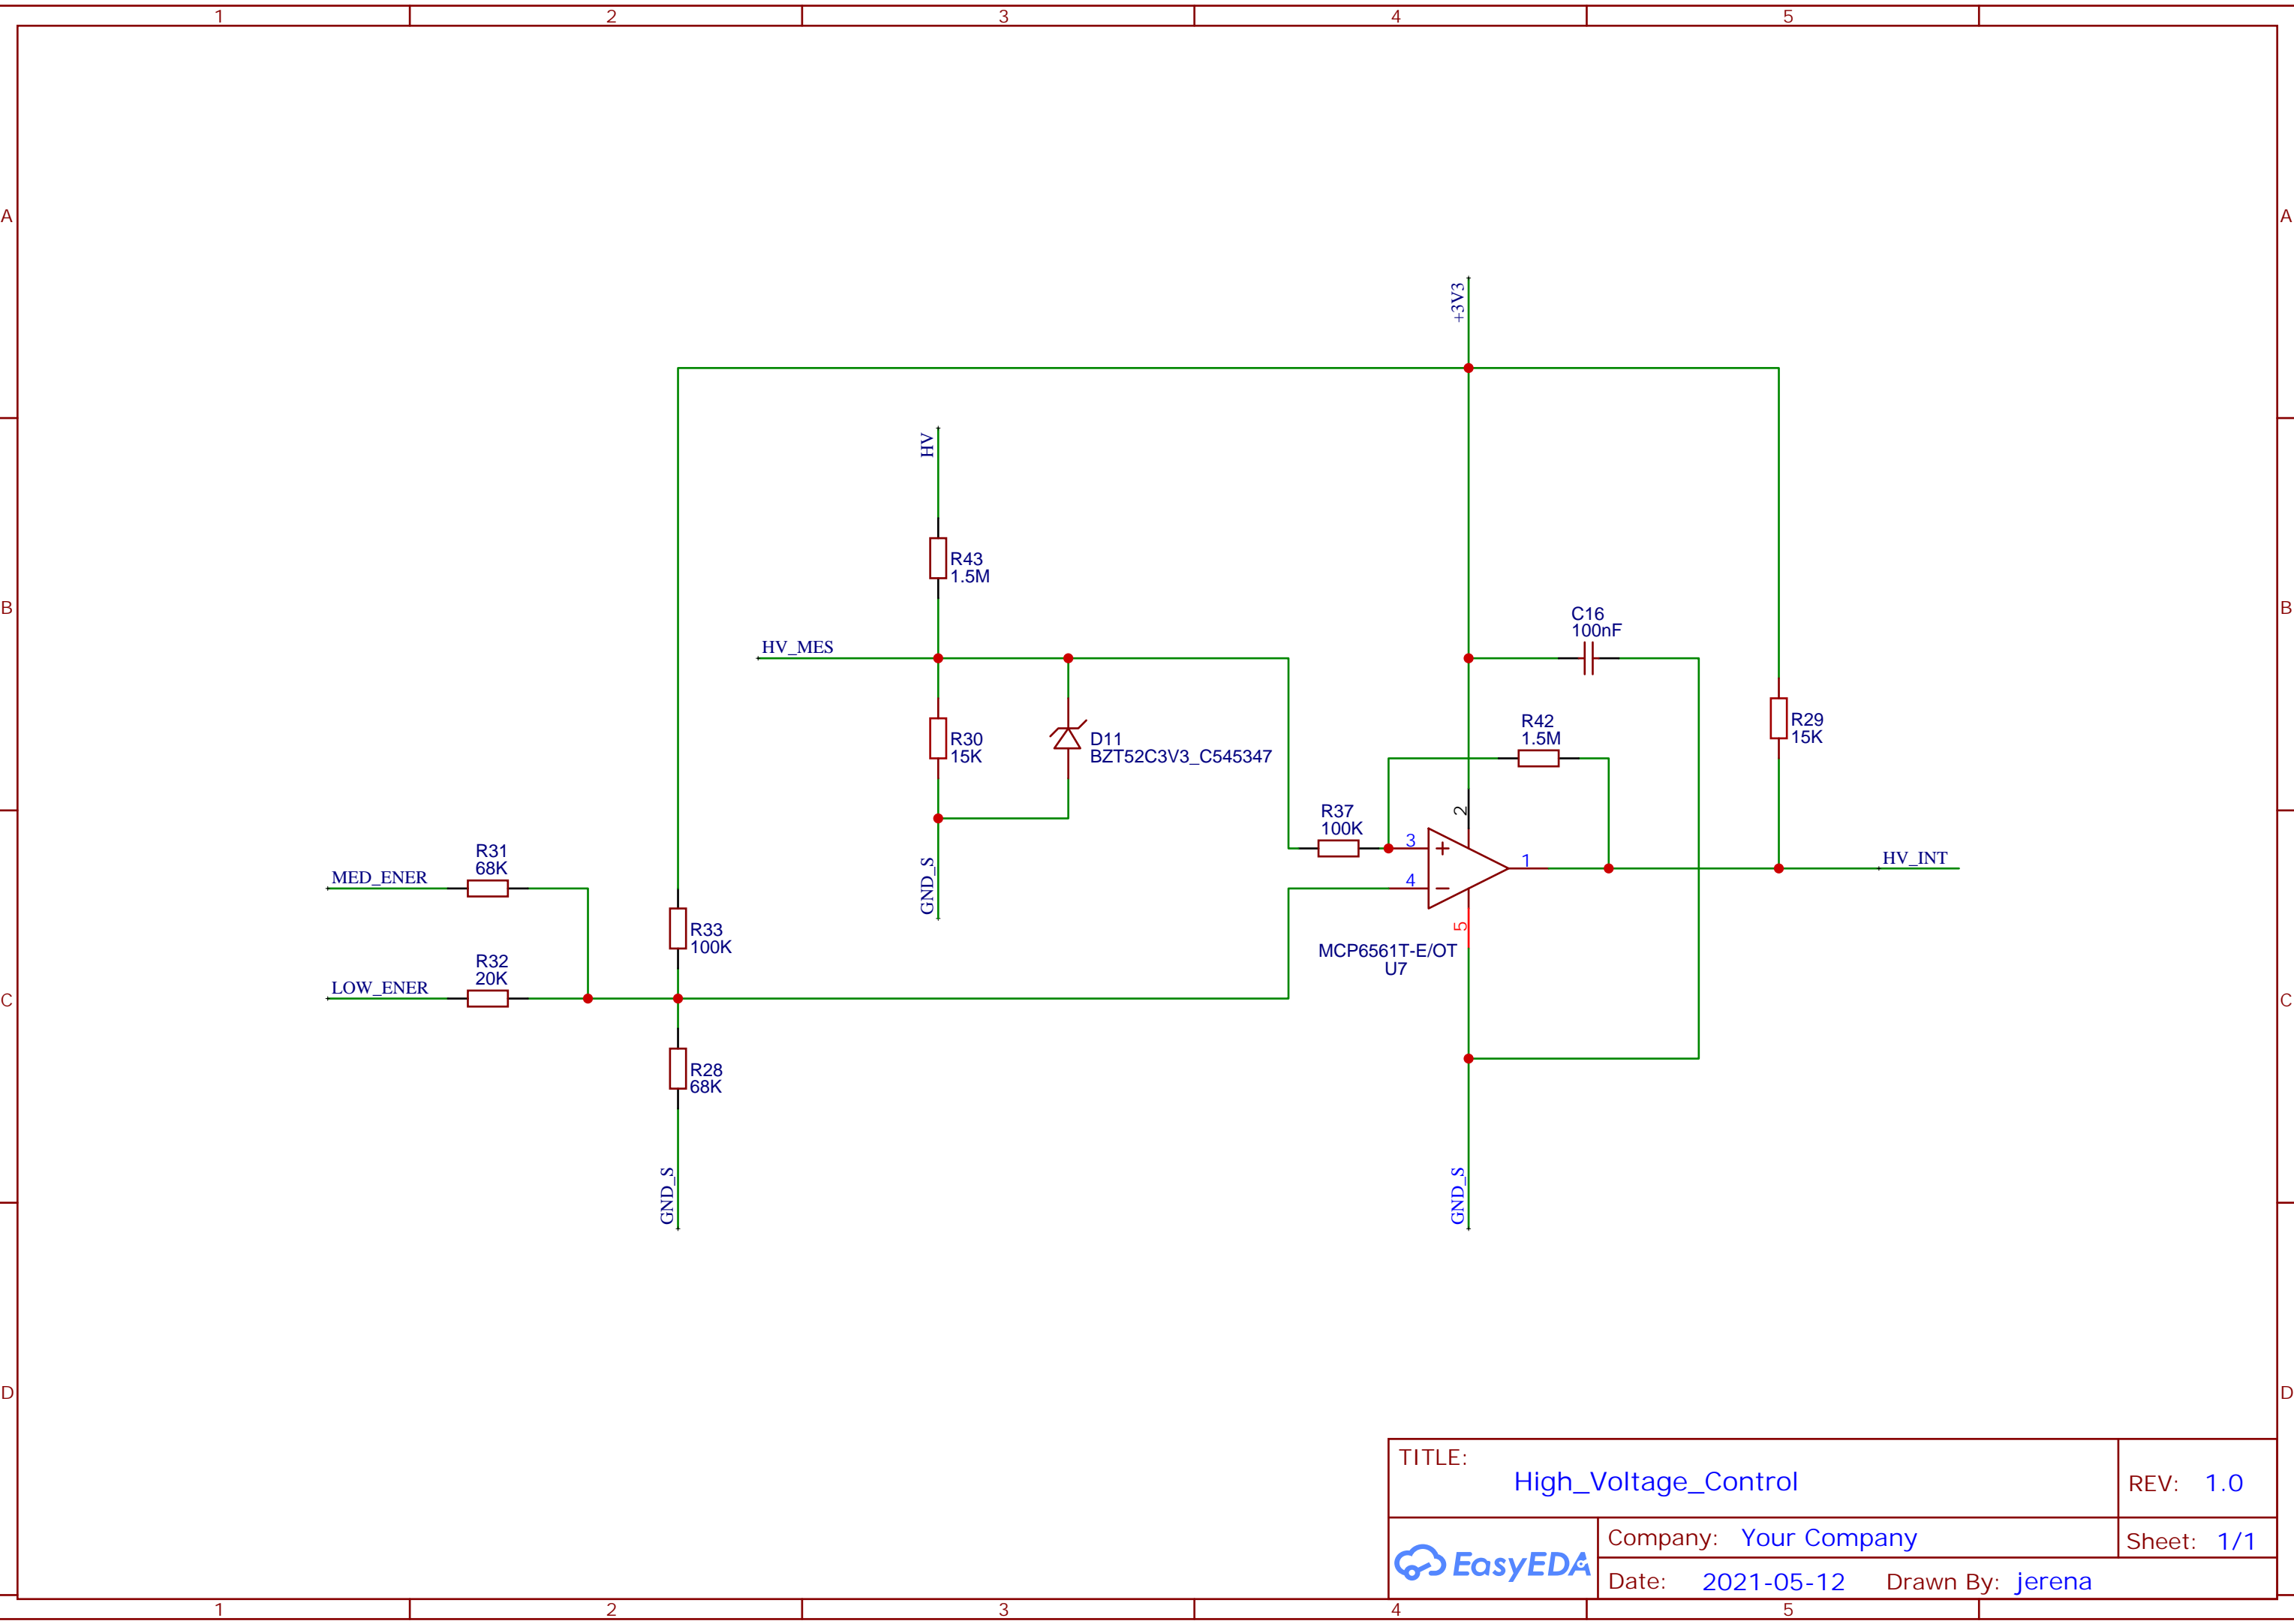 1 2 3 4 5
A A
+3V3
HV
R43
1.5M
B B
C16
100nF
HV_MES
R42
1.5M
R29
15K
R30
15K
D11
BZT52C3V3_C545347
2
R37
100K
3
4
1
HV_INT
R31
68K
MED_ENER
GND_S
5
R33
100K
MCP6561T-E/OT
U7
R32
20K
LOW_ENER
C C
R28
68K
GND_S
GND_S
D D
TITLE:
High_Voltage_Control
REV: 1.0
EasyEDA
Company: Your Company
Sheet: 1/1
Date: 2021-05-12 Drawn By: jerena
1 2 3 4 5